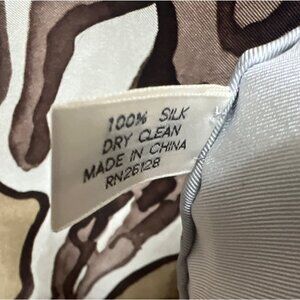 100% SILK
DRY CLEAN
MADE IN CHINA
RN26128